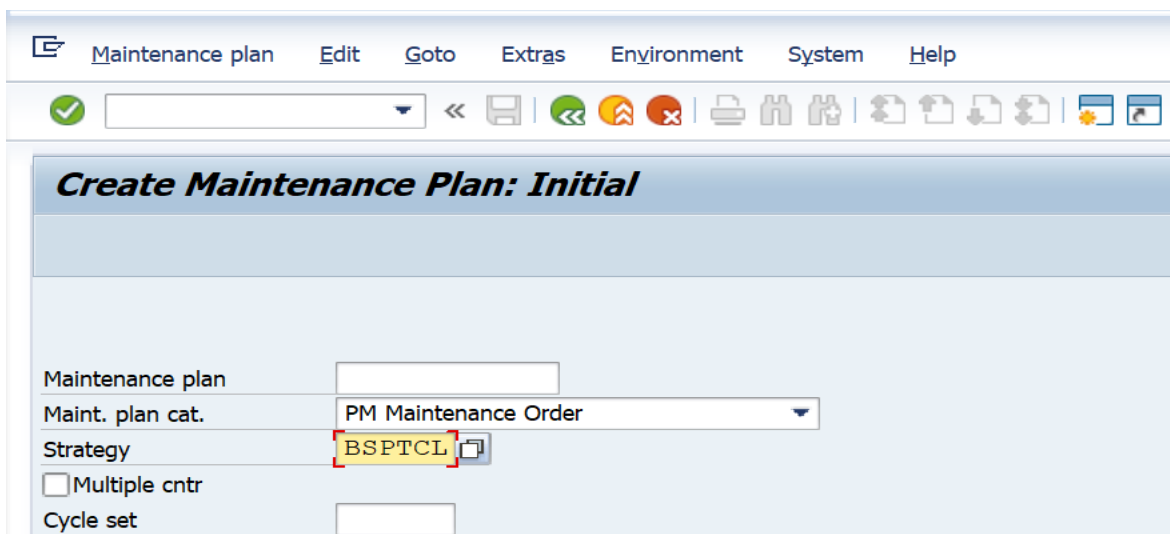 Maintenance plan Edit Goto Extras Environment System Help
Create Maintenance Plan: Initial
Maintenance plan
Maint. plan cat. PM Maintenance Order
Strategy BSPTCL
Multiple cntr
Cycle set